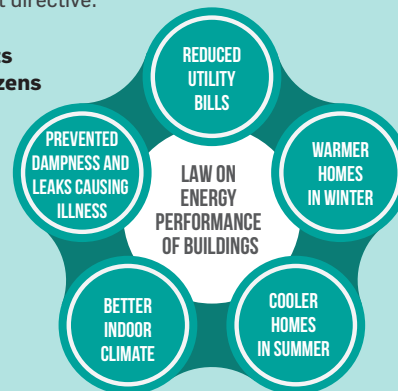 directive.
zens
REDUCED
UTILITY
BILLS
WARMER
HOMES
IN WINTER
COOLER
HOMES
IN SUMMER
BETTER
INDOOR
CLIMATE
PREVENTED
DAMPNESS AND
LEAKS CAUSING
ILLNESS
LAW ON
ENERGY
PERFORMANCE
OF BUILDINGS